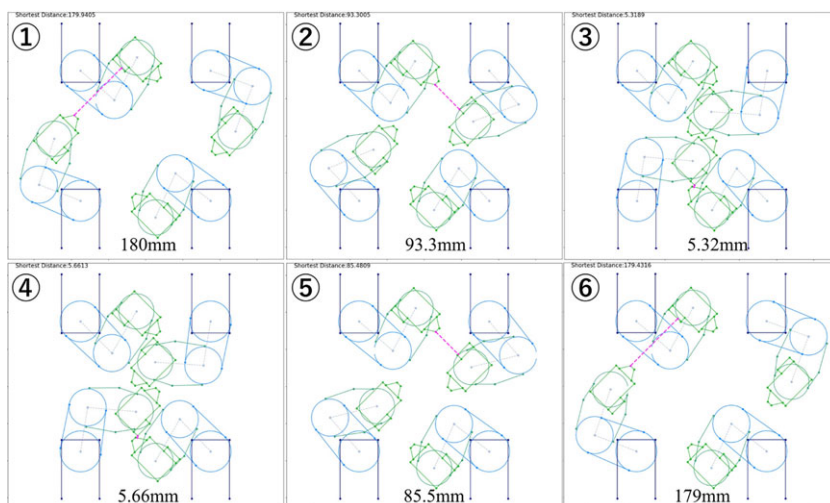 Shortest Distance:179.9405
①
180mm
Shortest Distance:93.3005
②
93.3mm
Shortest Distance:5.3189
③
5.32mm
Shortest Distance:5.6613
④
5.66mm
Shortest Distance:85.4809
⑤
85.5mm
Shortest Distance:179.4316
⑥
179mm